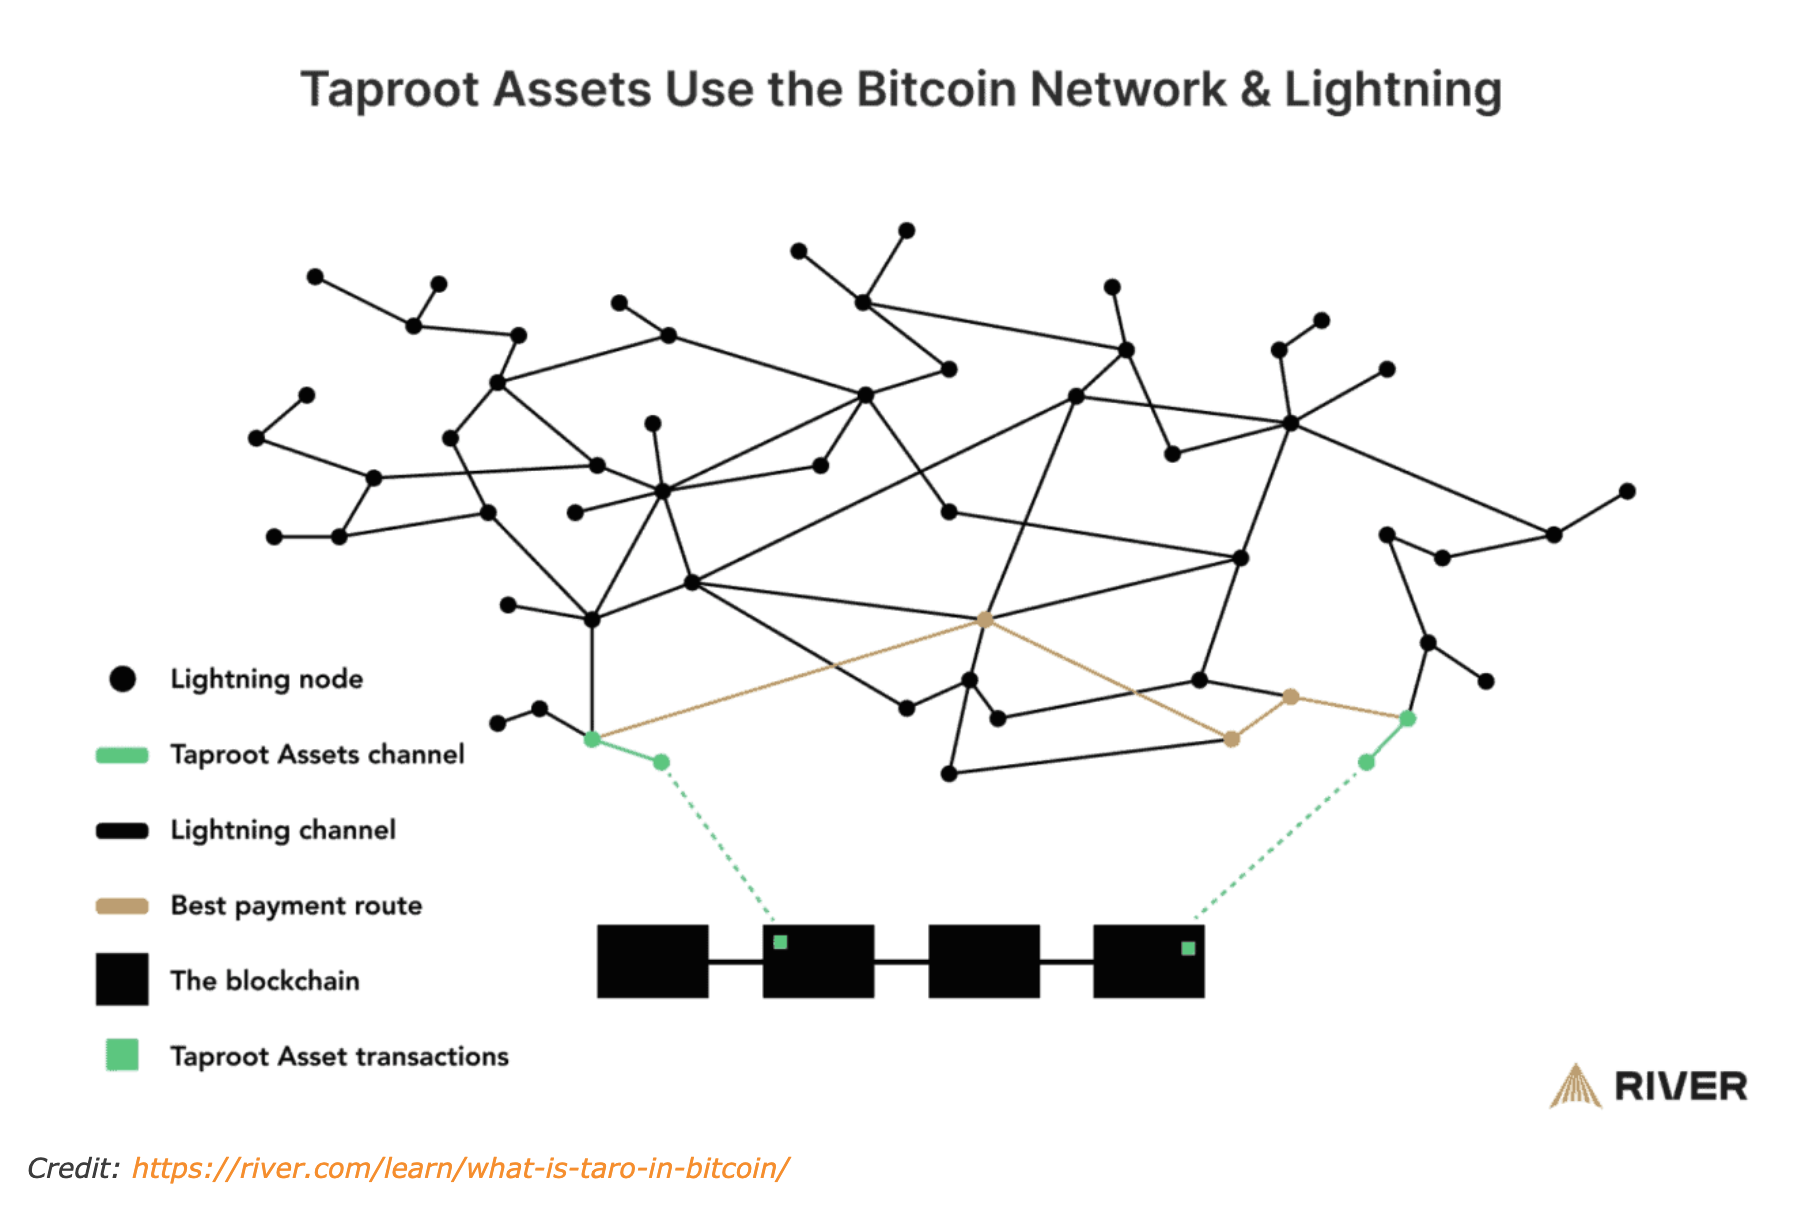 Taproot Assets Use the Bitcoin Network & Lightning
Lightning node
Taproot Assets channel
Lightning channel
Best payment route
The blockchain
Taproot Asset transactions
RIVER
Credit: https://river.com/learn/what-is-taro-in-bitcoin/